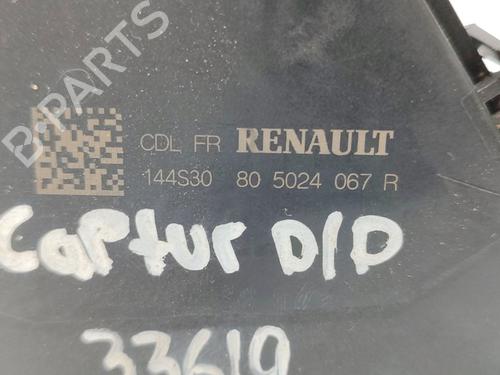 B-PARTS
CDL FR RENAULT
144S30 80 5024 067 R
Captur D/D
33619